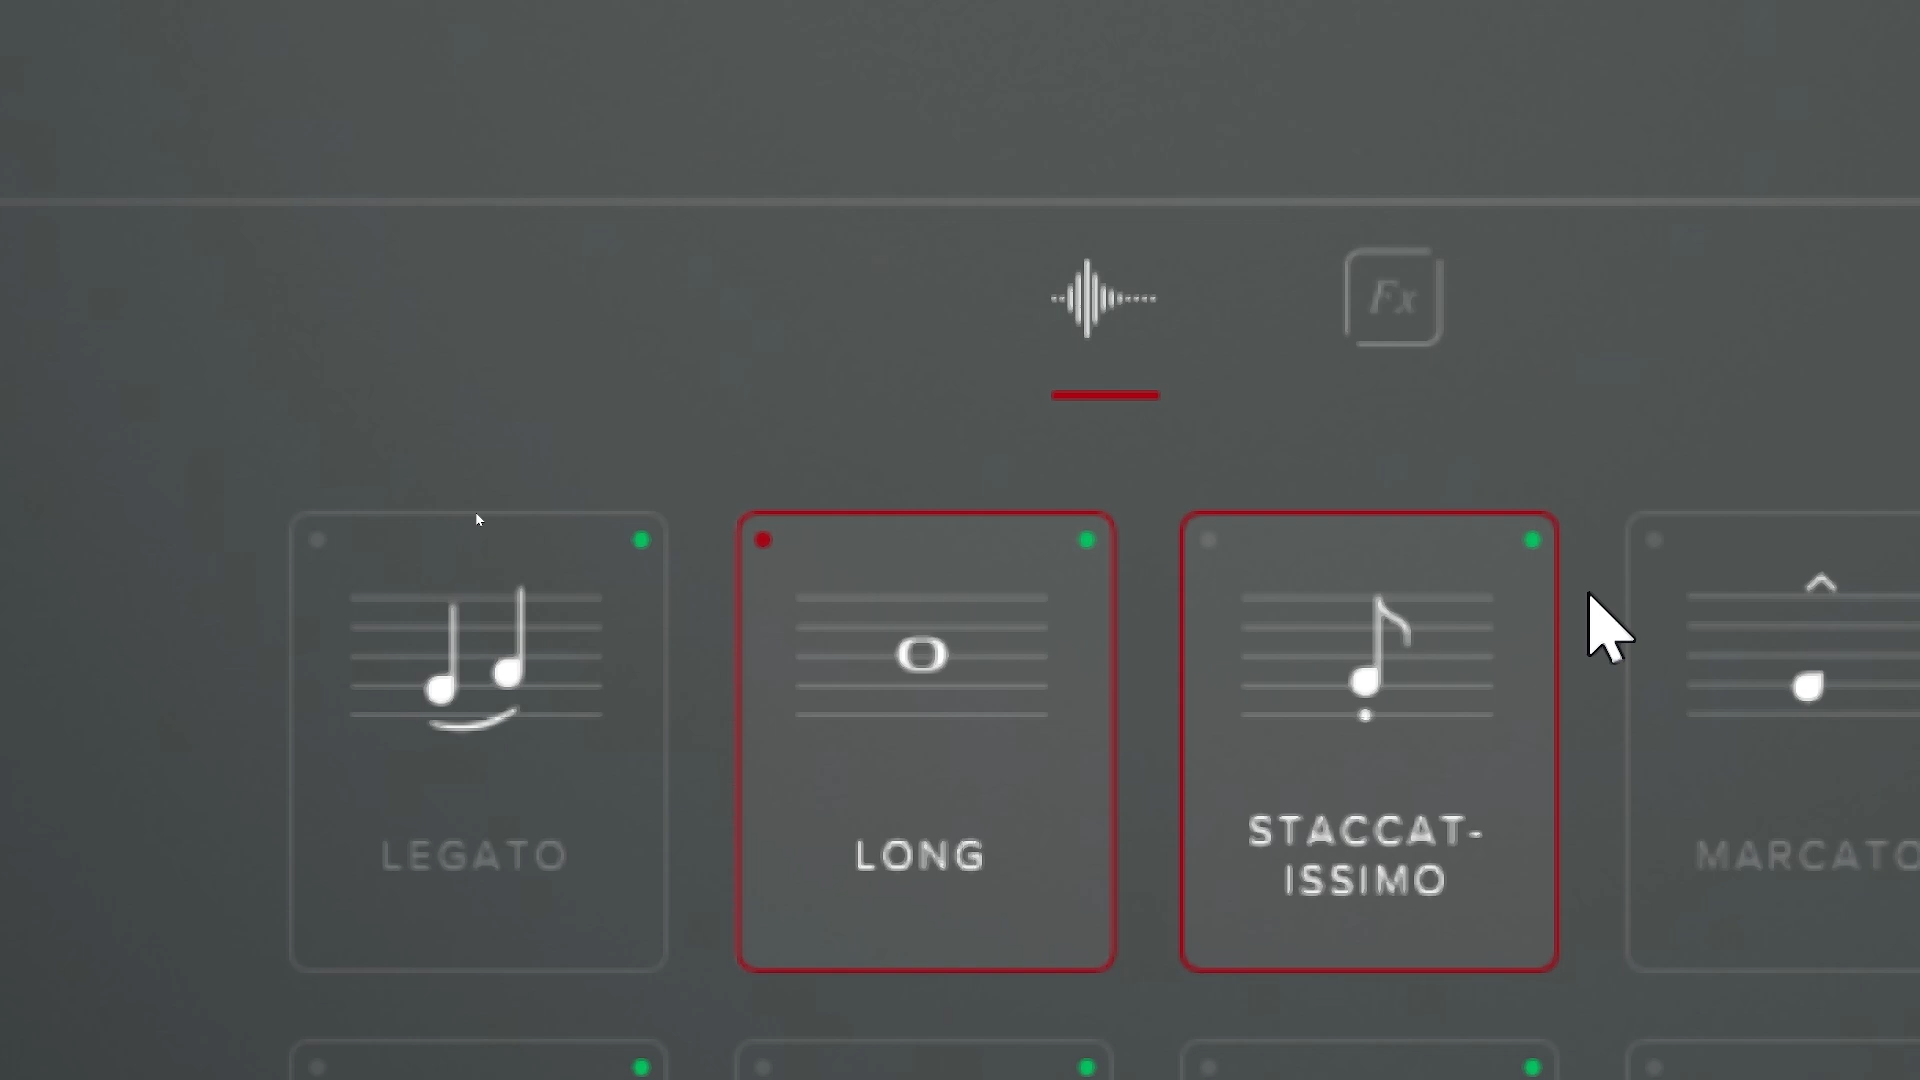 Fx
LEGATO
LONG
STACCAT-
ISSIMO
MARCATO